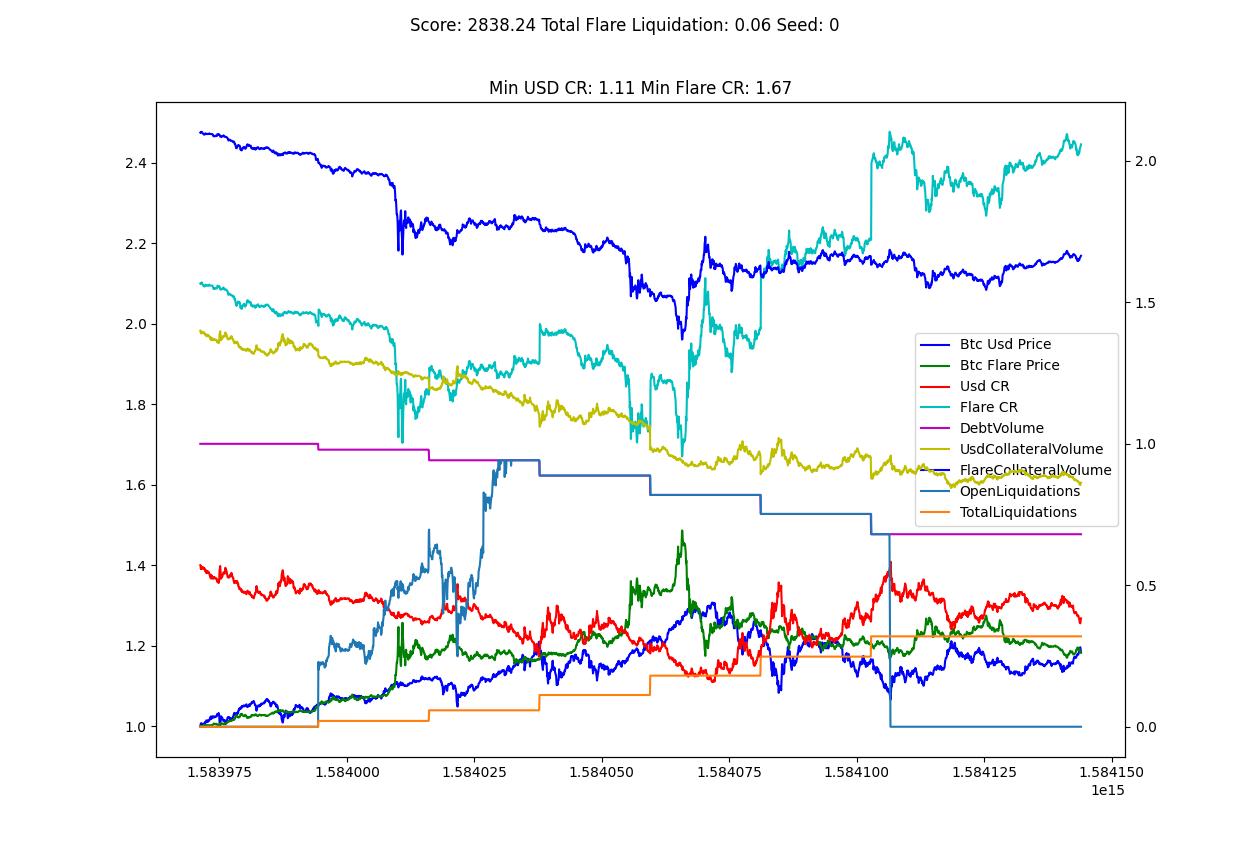 Score: 2838.24 Total Flare Liquidation: 0.06 Seed: 0
Min USD CR: 1.11 Min Flare CR: 1.67
2.4
2.2
2.0
1.8
1.6
1.4
1.2
1.0
2.0
1.5
1.0
0.5
0.0
Btc Usd Price
Btc Flare Price
Usd CR
Flare CR
DebtVolume
UsdCollateralVolume
FlareCollateralVolume
OpenLiquidations
TotalLiquidations
1.583975 1.584000 1.584025 1.584050 1.584075 1.584100 1.584125 1.584150
1e15